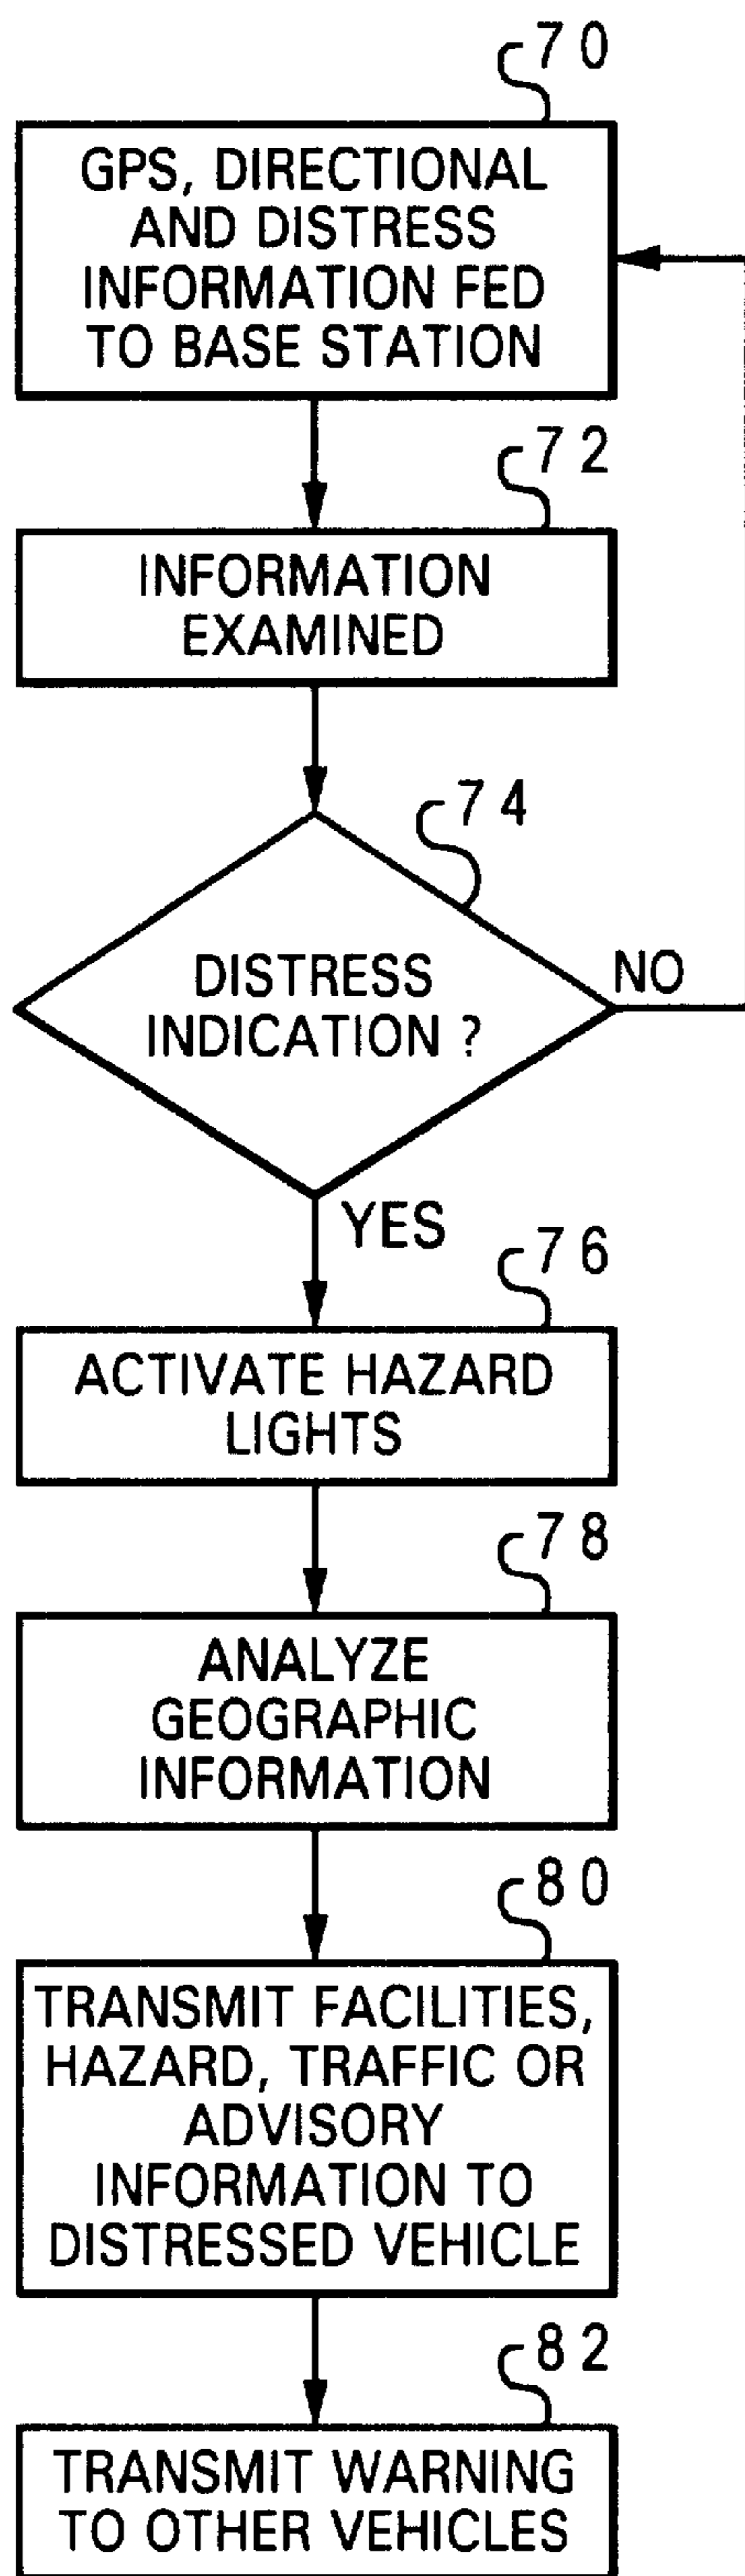 70
GPS, DIRECTIONAL
AND DISTRESS
INFORMATION FED
TO BASE STATION
72
INFORMATION
EXAMINED
74
DISTRESS
INDICATION ?
NO
YES
76
ACTIVATE HAZARD
LIGHTS
78
ANALYZE
GEOGRAPHIC
INFORMATION
80
TRANSMIT FACILITIES,
HAZARD, TRAFFIC OR
ADVISORY
INFORMATION TO
DISTRESSED VEHICLE
82
TRANSMIT WARNING
TO OTHER VEHICLES